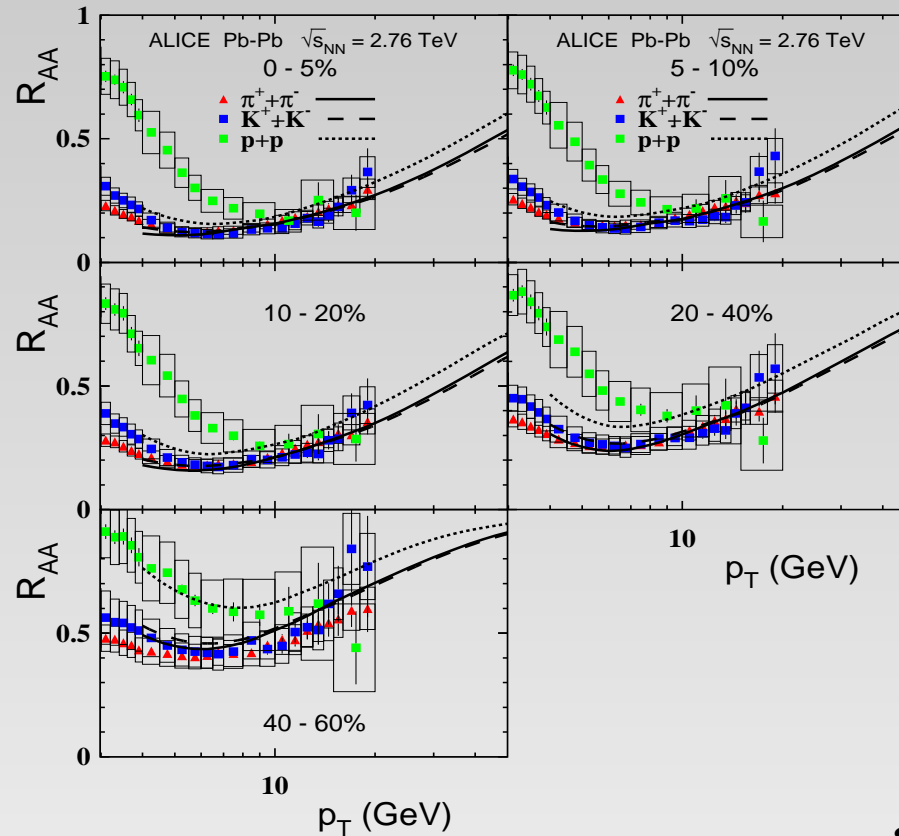 1
ALICE Pb-Pb √s_NN = 2.76 TeV
0 - 5%
π⁺+π⁻
K⁺+K⁻
p+p
R_AA
0.5
0
ALICE Pb-Pb √s_NN = 2.76 TeV
5 - 10%
π⁺+π⁻
K⁺+K⁻
p+p
10 - 20%
R_AA
0.5
0
20 - 40%
10
p_T (GeV)
R_AA
0.5
0
40 - 60%
10
p_T (GeV)